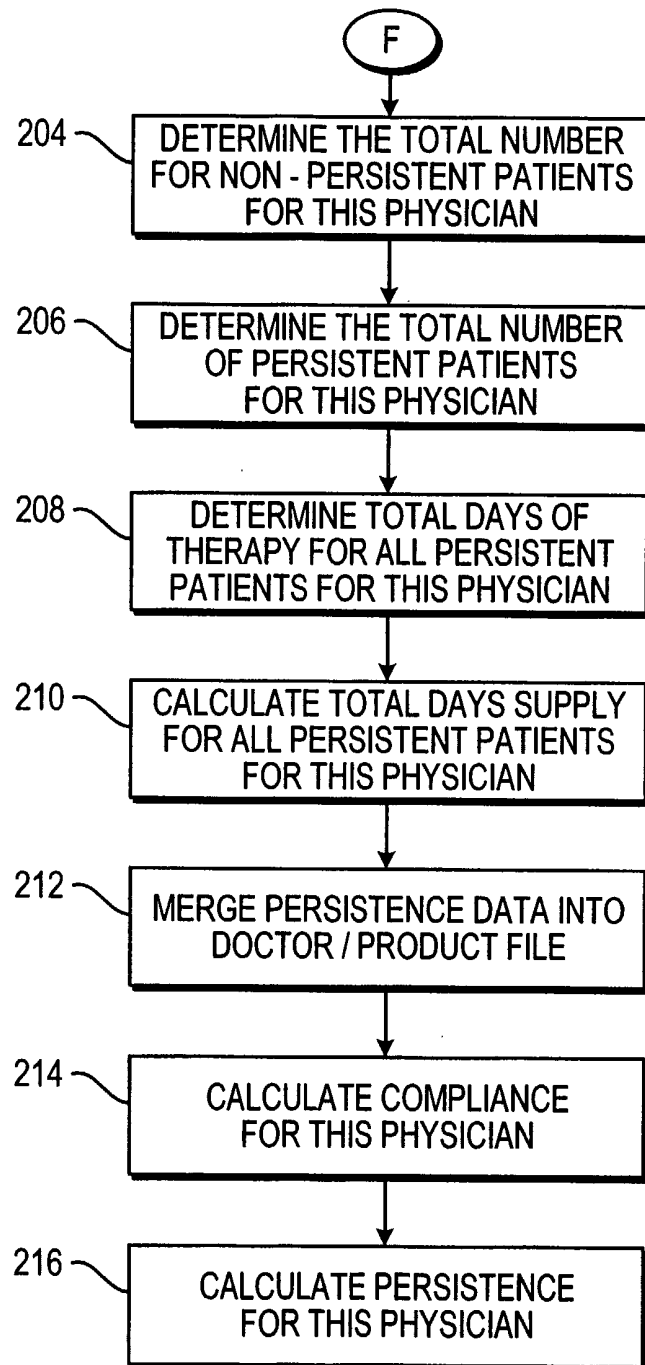 F
204
DETERMINE THE TOTAL NUMBER
FOR NON - PERSISTENT PATIENTS
FOR THIS PHYSICIAN
206
DETERMINE THE TOTAL NUMBER
OF PERSISTENT PATIENTS
FOR THIS PHYSICIAN
208
DETERMINE TOTAL DAYS OF
THERAPY FOR ALL PERSISTENT
PATIENTS FOR THIS PHYSICIAN
210
CALCULATE TOTAL DAYS SUPPLY
FOR ALL PERSISTENT PATIENTS
FOR THIS PHYSICIAN
212
MERGE PERSISTENCE DATA INTO
DOCTOR / PRODUCT FILE
214
CALCULATE COMPLIANCE
FOR THIS PHYSICIAN
216
CALCULATE PERSISTENCE
FOR THIS PHYSICIAN